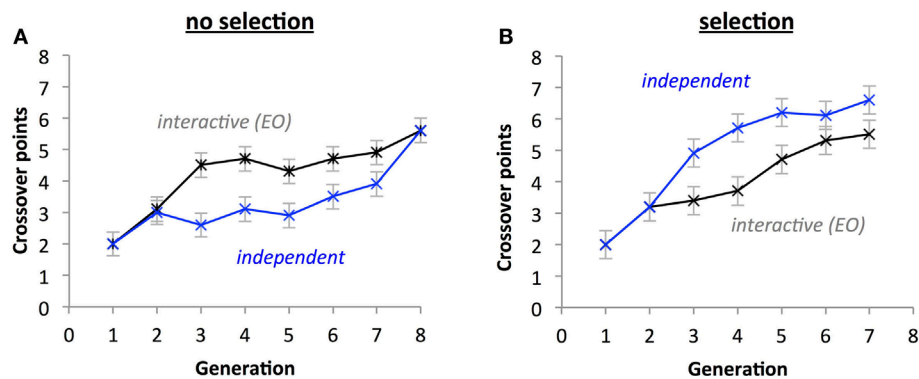 no selection
A
8
7
6
5
4
3
2
1
0
Crossover points
interactive (EO)
independent
0 1 2 3 4 5 6 7 8
Generation
selection
B
8
7
6
5
4
3
2
1
0
Crossover points
independent
interactive (EO)
0 1 2 3 4 5 6 7 8
Generation